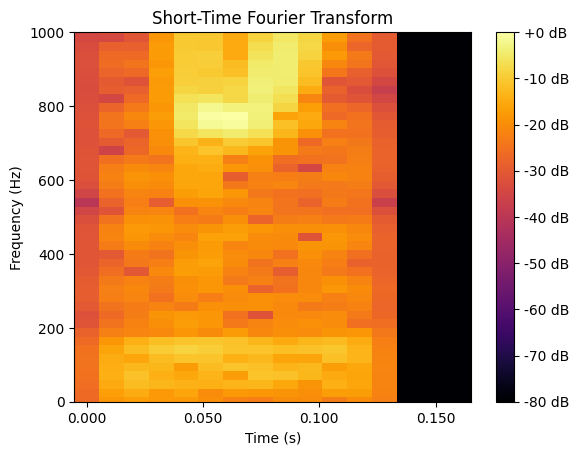 Short-Time Fourier Transform
Frequency (Hz)
1000
800
600
400
200
0
0.000
0.050
0.100
0.150
Time (s)
+0 dB
-10 dB
-20 dB
-30 dB
-40 dB
-50 dB
-60 dB
-70 dB
-80 dB